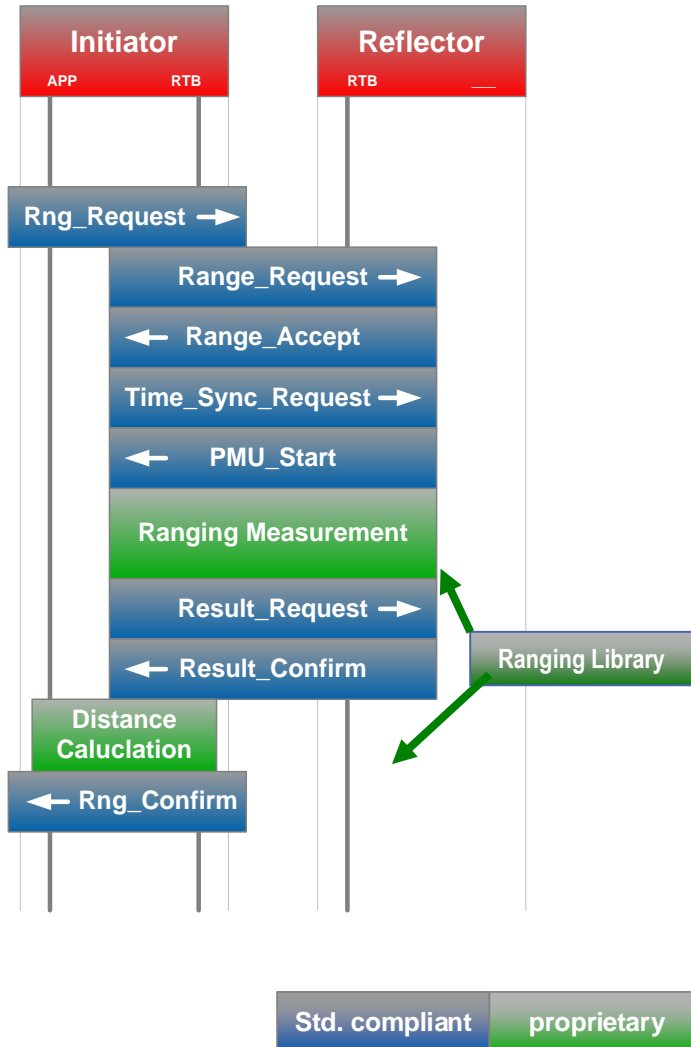 Initiator
Reflector
APP
RTB
RTB
___
Rng_Request
Range_Request
Range_Accept
Time_Sync_Request
PMU_Start
Ranging Measurement
Result_Request
Result_Confirm
Ranging Library
Distance
Caluclation
Rng_Confirm
Std. compliant
proprietary